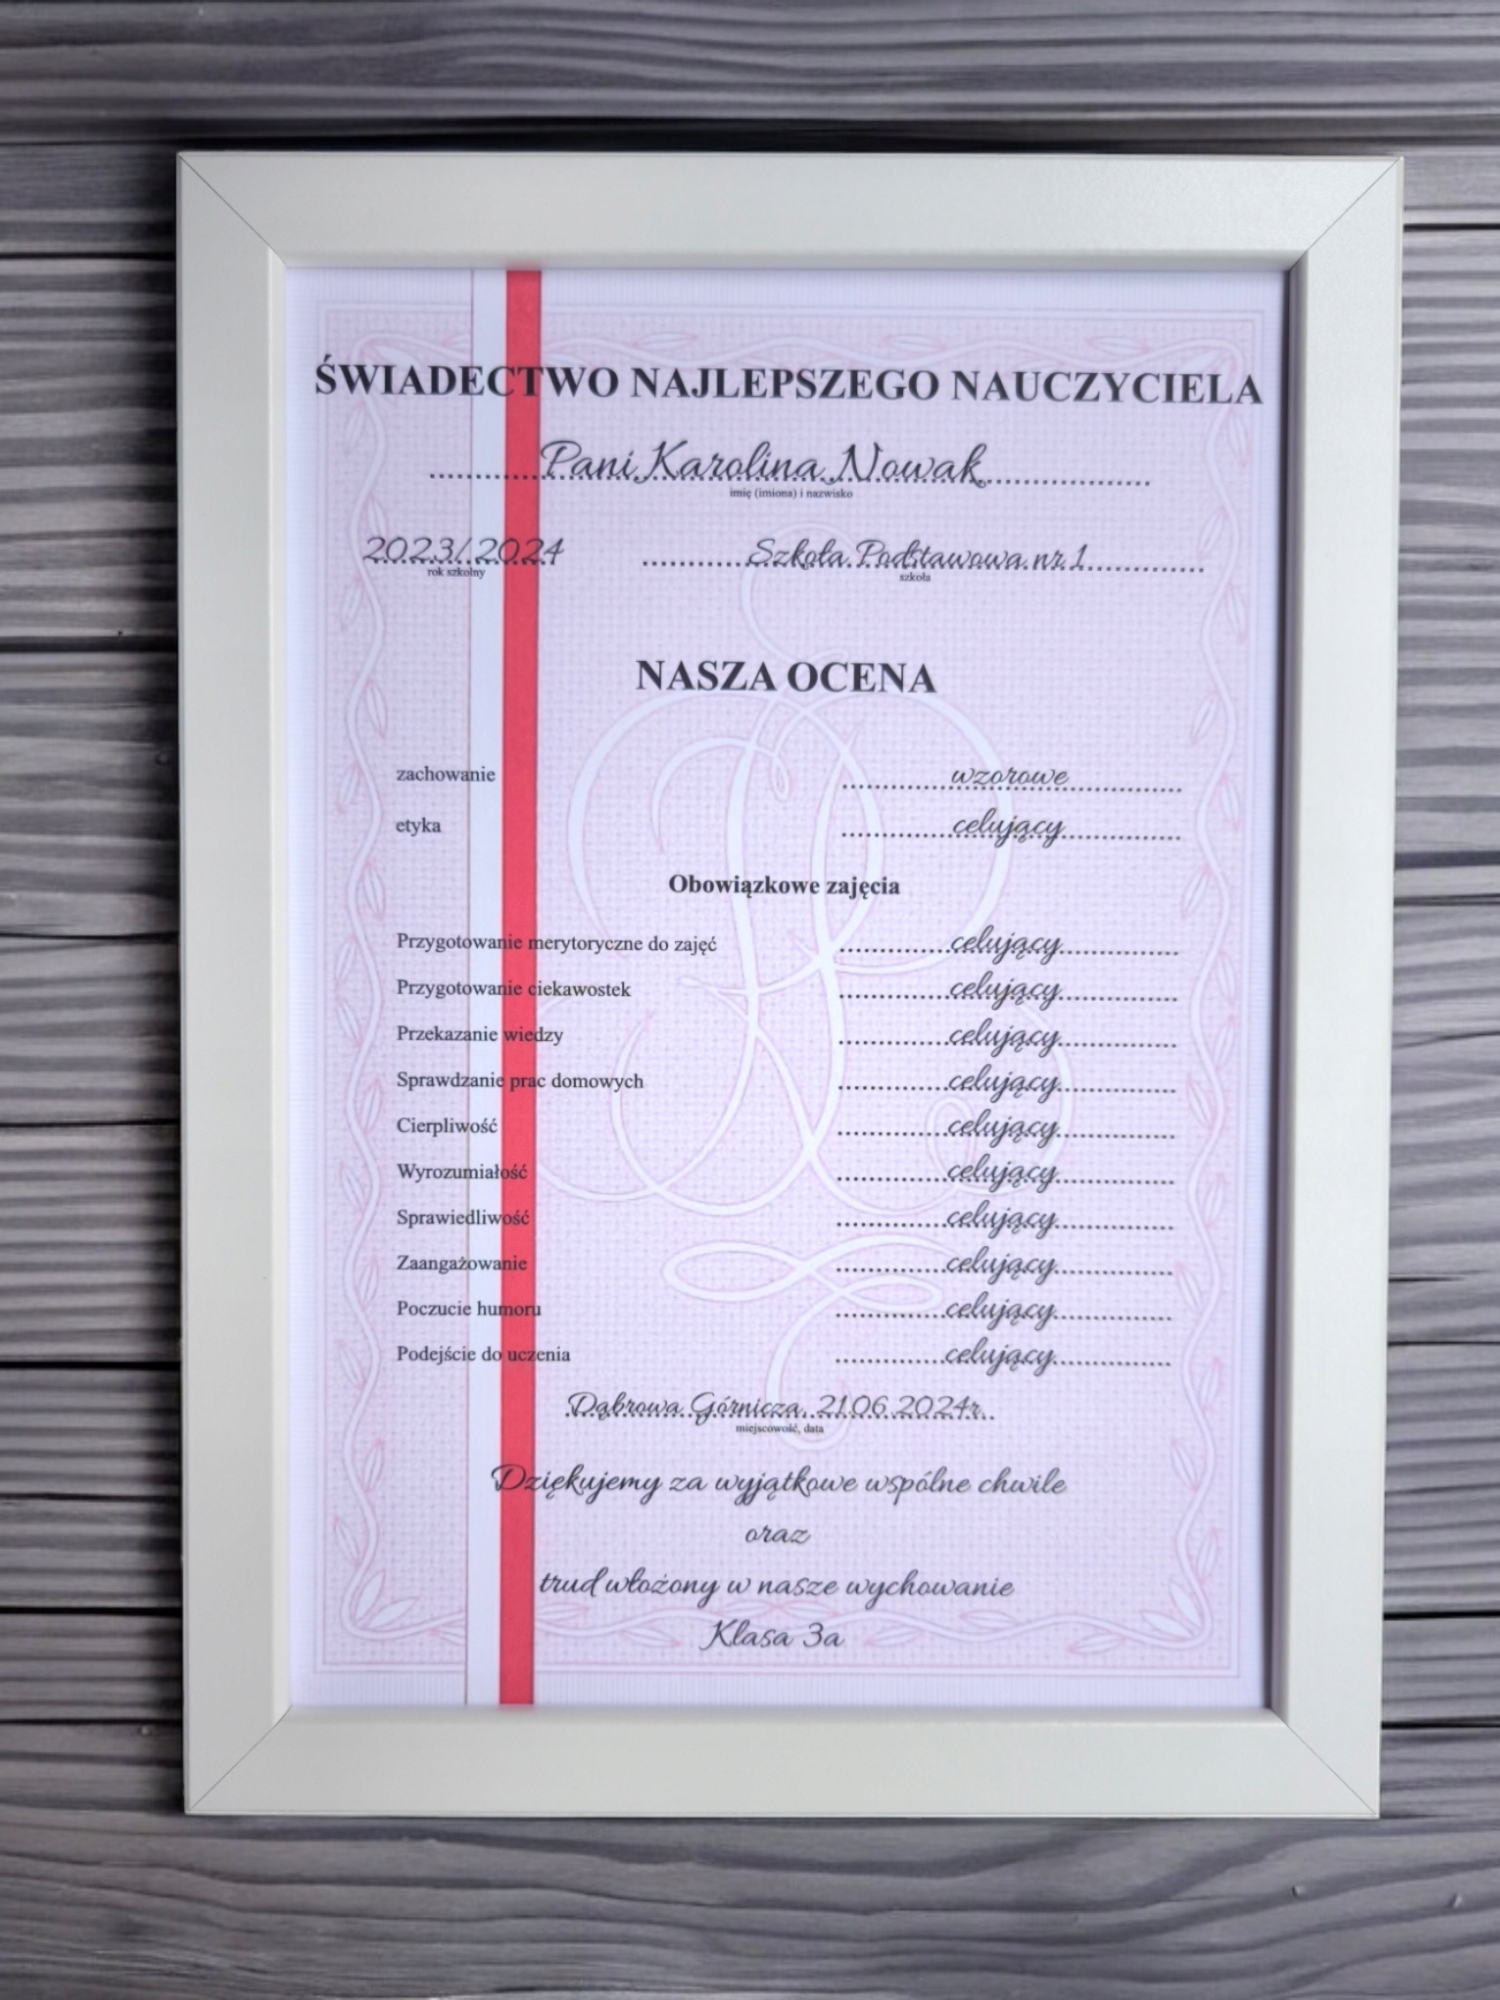 ŚWIADECTWO NAJLEPSZEGO NAUCZYCIELA
Pani Karolina Nowak
imię (imiona) i nazwisko
2023/2024 Szkoła Podstawowa nr 1
rok szkolny szkoła
NASZA OCENA
zachowanie wzorowe
etyka celujący
Obowiązkowe zajęcia
Przygotowanie merytoryczne do zajęć celujący
Przygotowanie ciekawostek celujący
Przekazanie wiedzy celujący
Sprawdzanie prac domowych celujący
Cierpliwość celujący
Wyrozumiałość celujący
Sprawiedliwość celujący
Zaangażowanie celujący
Poczucie humoru celujący
Podejście do uczenia celujący
Dąbrowa Górnicza, 21.06.2024r.
miejscowość, data
Dziękujemy za wyjątkowe wspólne chwile
oraz
trud włożony w nasze wychowanie
Klasa 3a